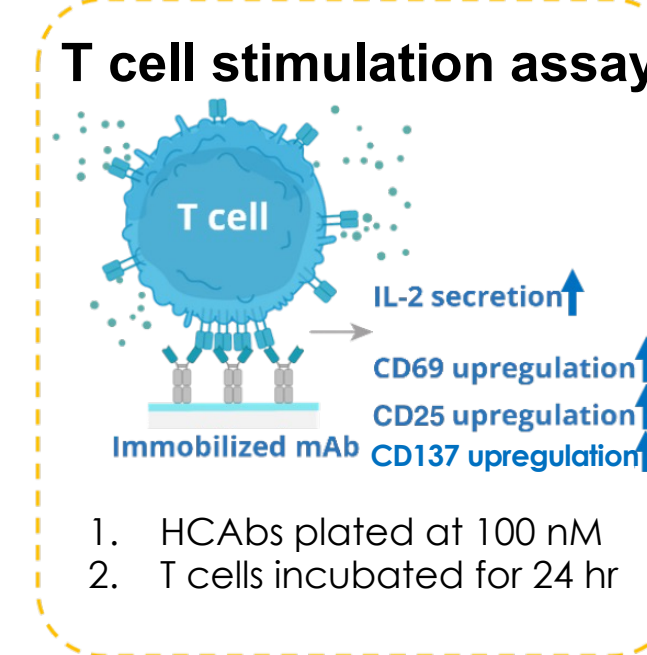 T cell stimulation assay
T cell
IL-2 secretion
CD69 upregulation
CD25 upregulation
Immobilized mAb
CD137 upregulation
1. HCAbs plated at 100 nM
2. T cells incubated for 24 hr